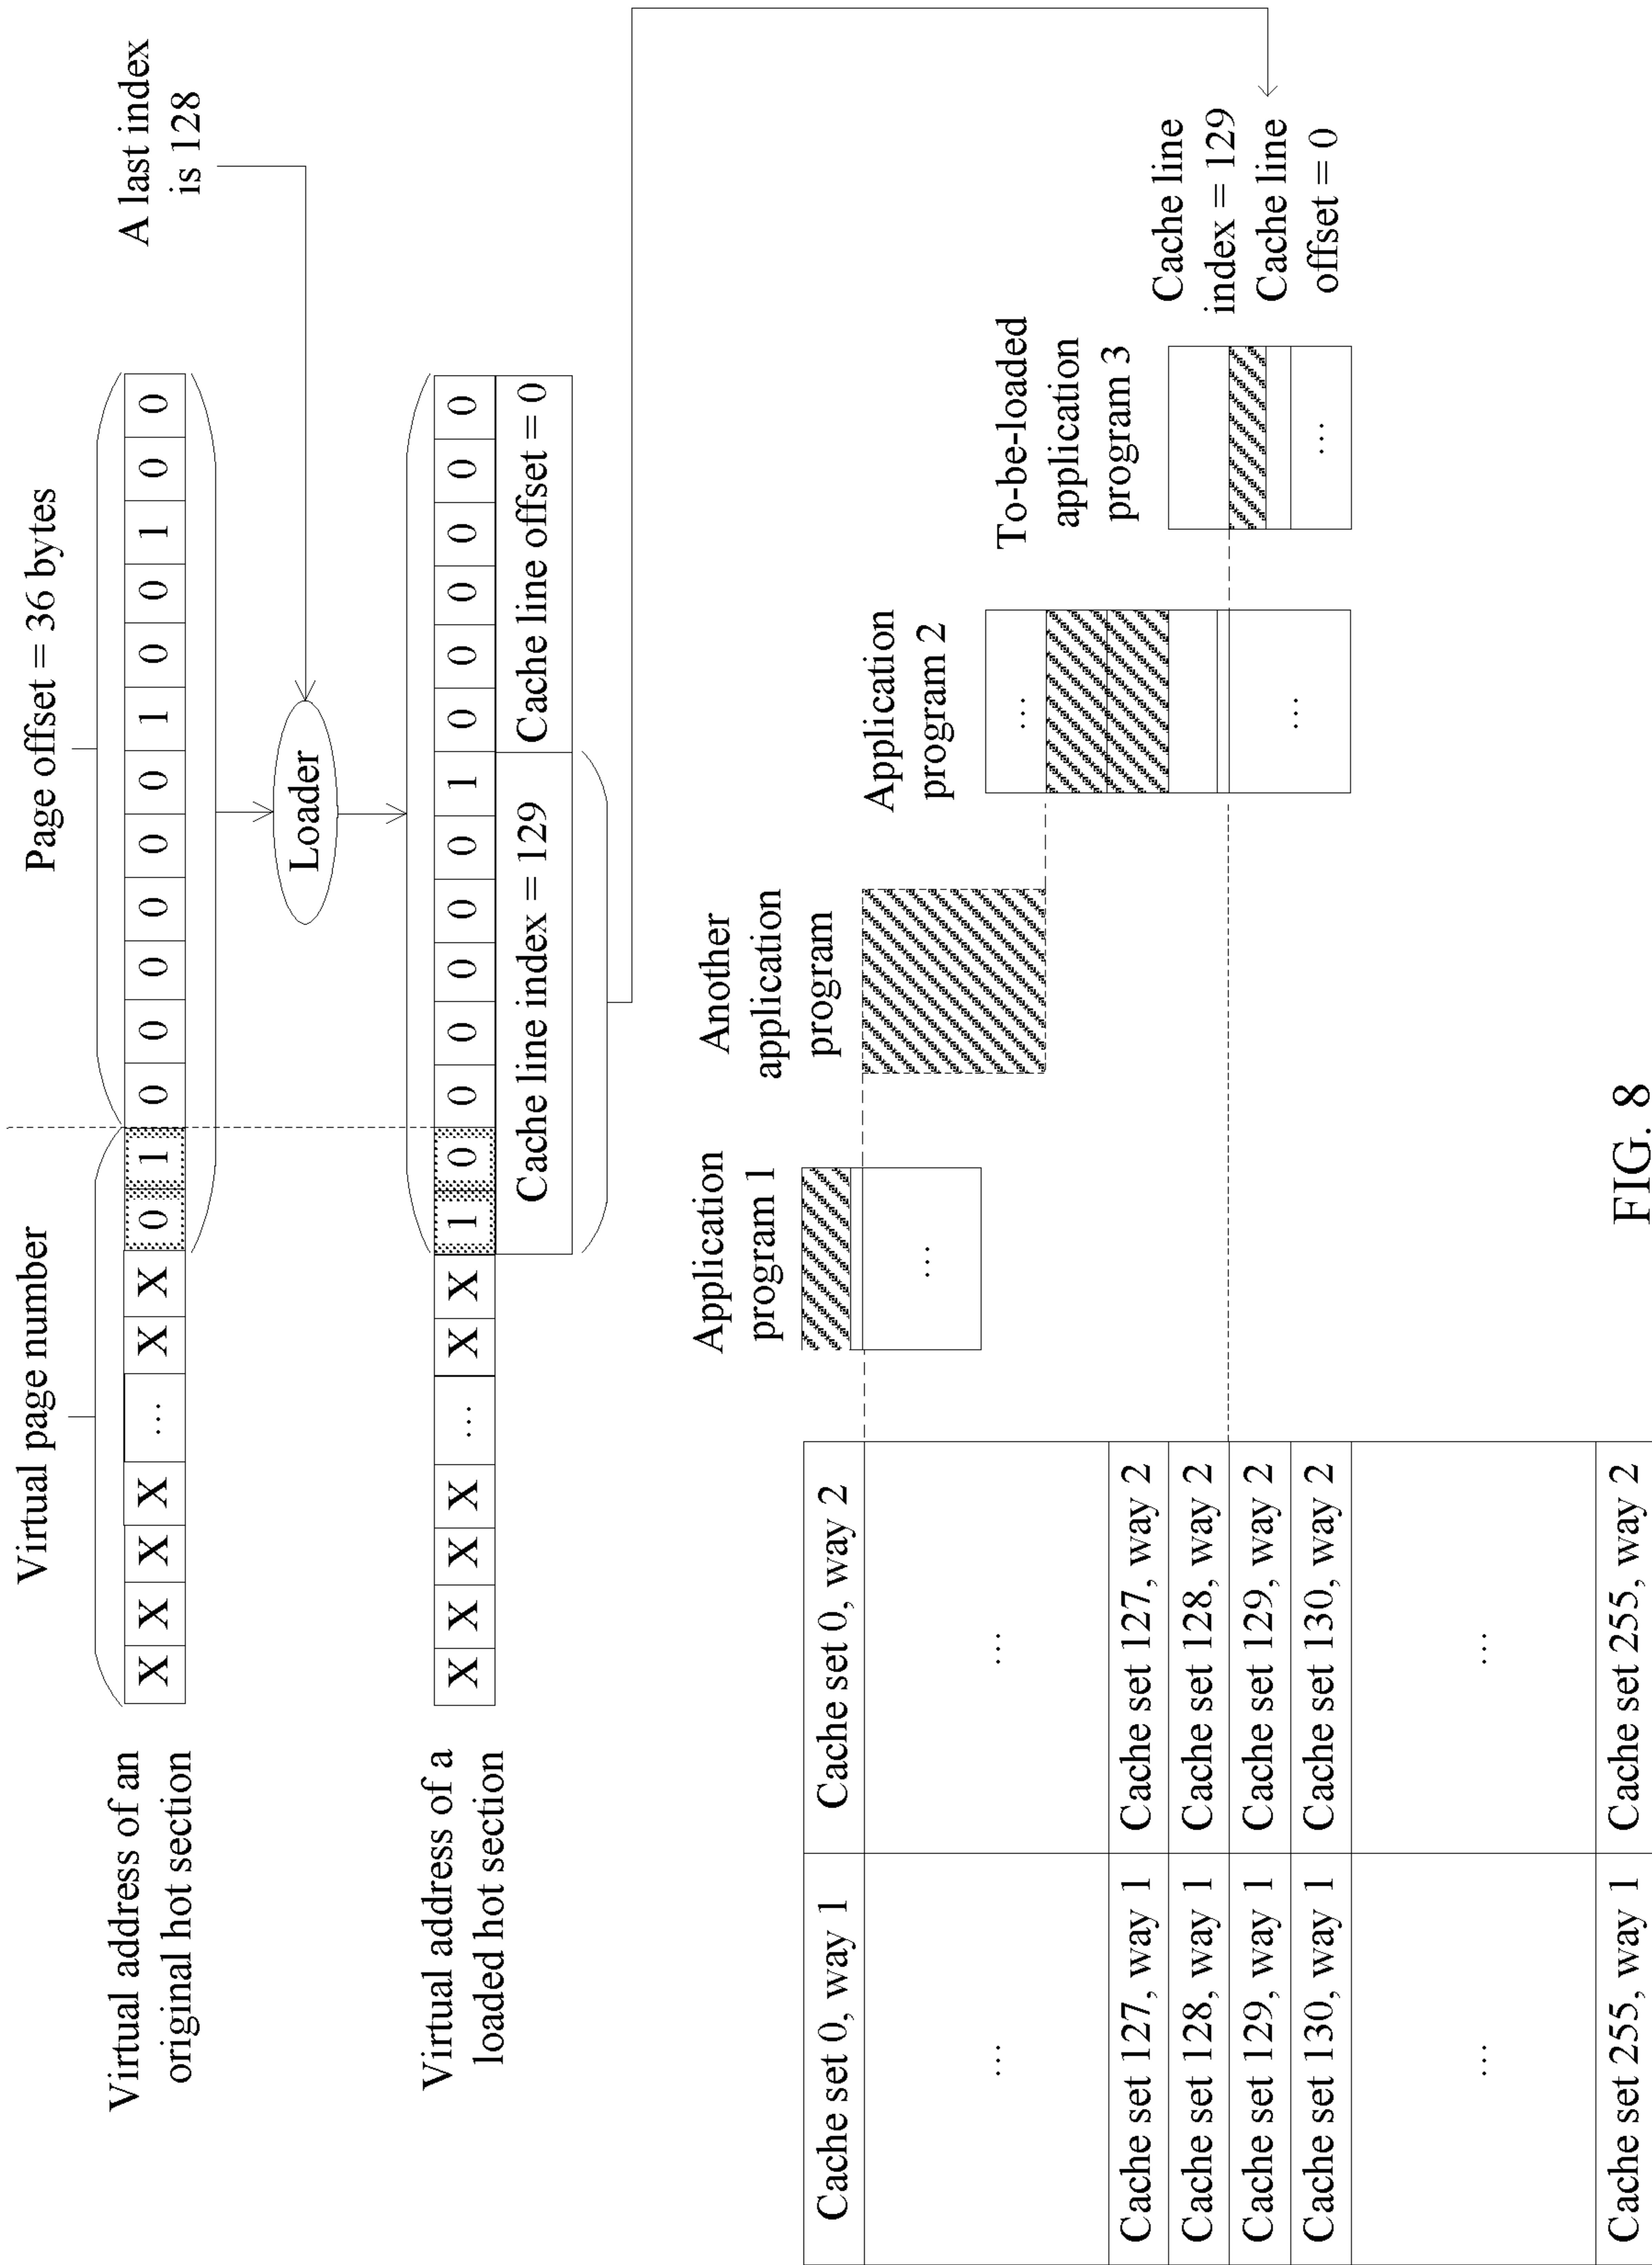 Virtual page number
Page offset = 36 bytes
Virtual address of an
original hot section
X X X X ... X X 0 1 0 0 0 0 0 0 1 0 0 1 0 0
A last index
is 128
Loader
Virtual address of a
loaded hot section
X X X X ... X X 1 0 0 0 0 0 0 1 0 0 0 0 0 0
Cache line index = 129
Cache line offset = 0
Application
program 1
...
Another
application
program
Application
program 2
...
...
To-be-loaded
application
program 3
...
Cache line
index = 129
Cache line
offset = 0
Cache set 0, way 1
Cache set 0, way 2
...
...
Cache set 127, way 1
Cache set 127, way 2
Cache set 128, way 1
Cache set 128, way 2
Cache set 129, way 1
Cache set 129, way 2
Cache set 130, way 1
Cache set 130, way 2
...
...
Cache set 255, way 1
Cache set 255, way 2
FIG. 8